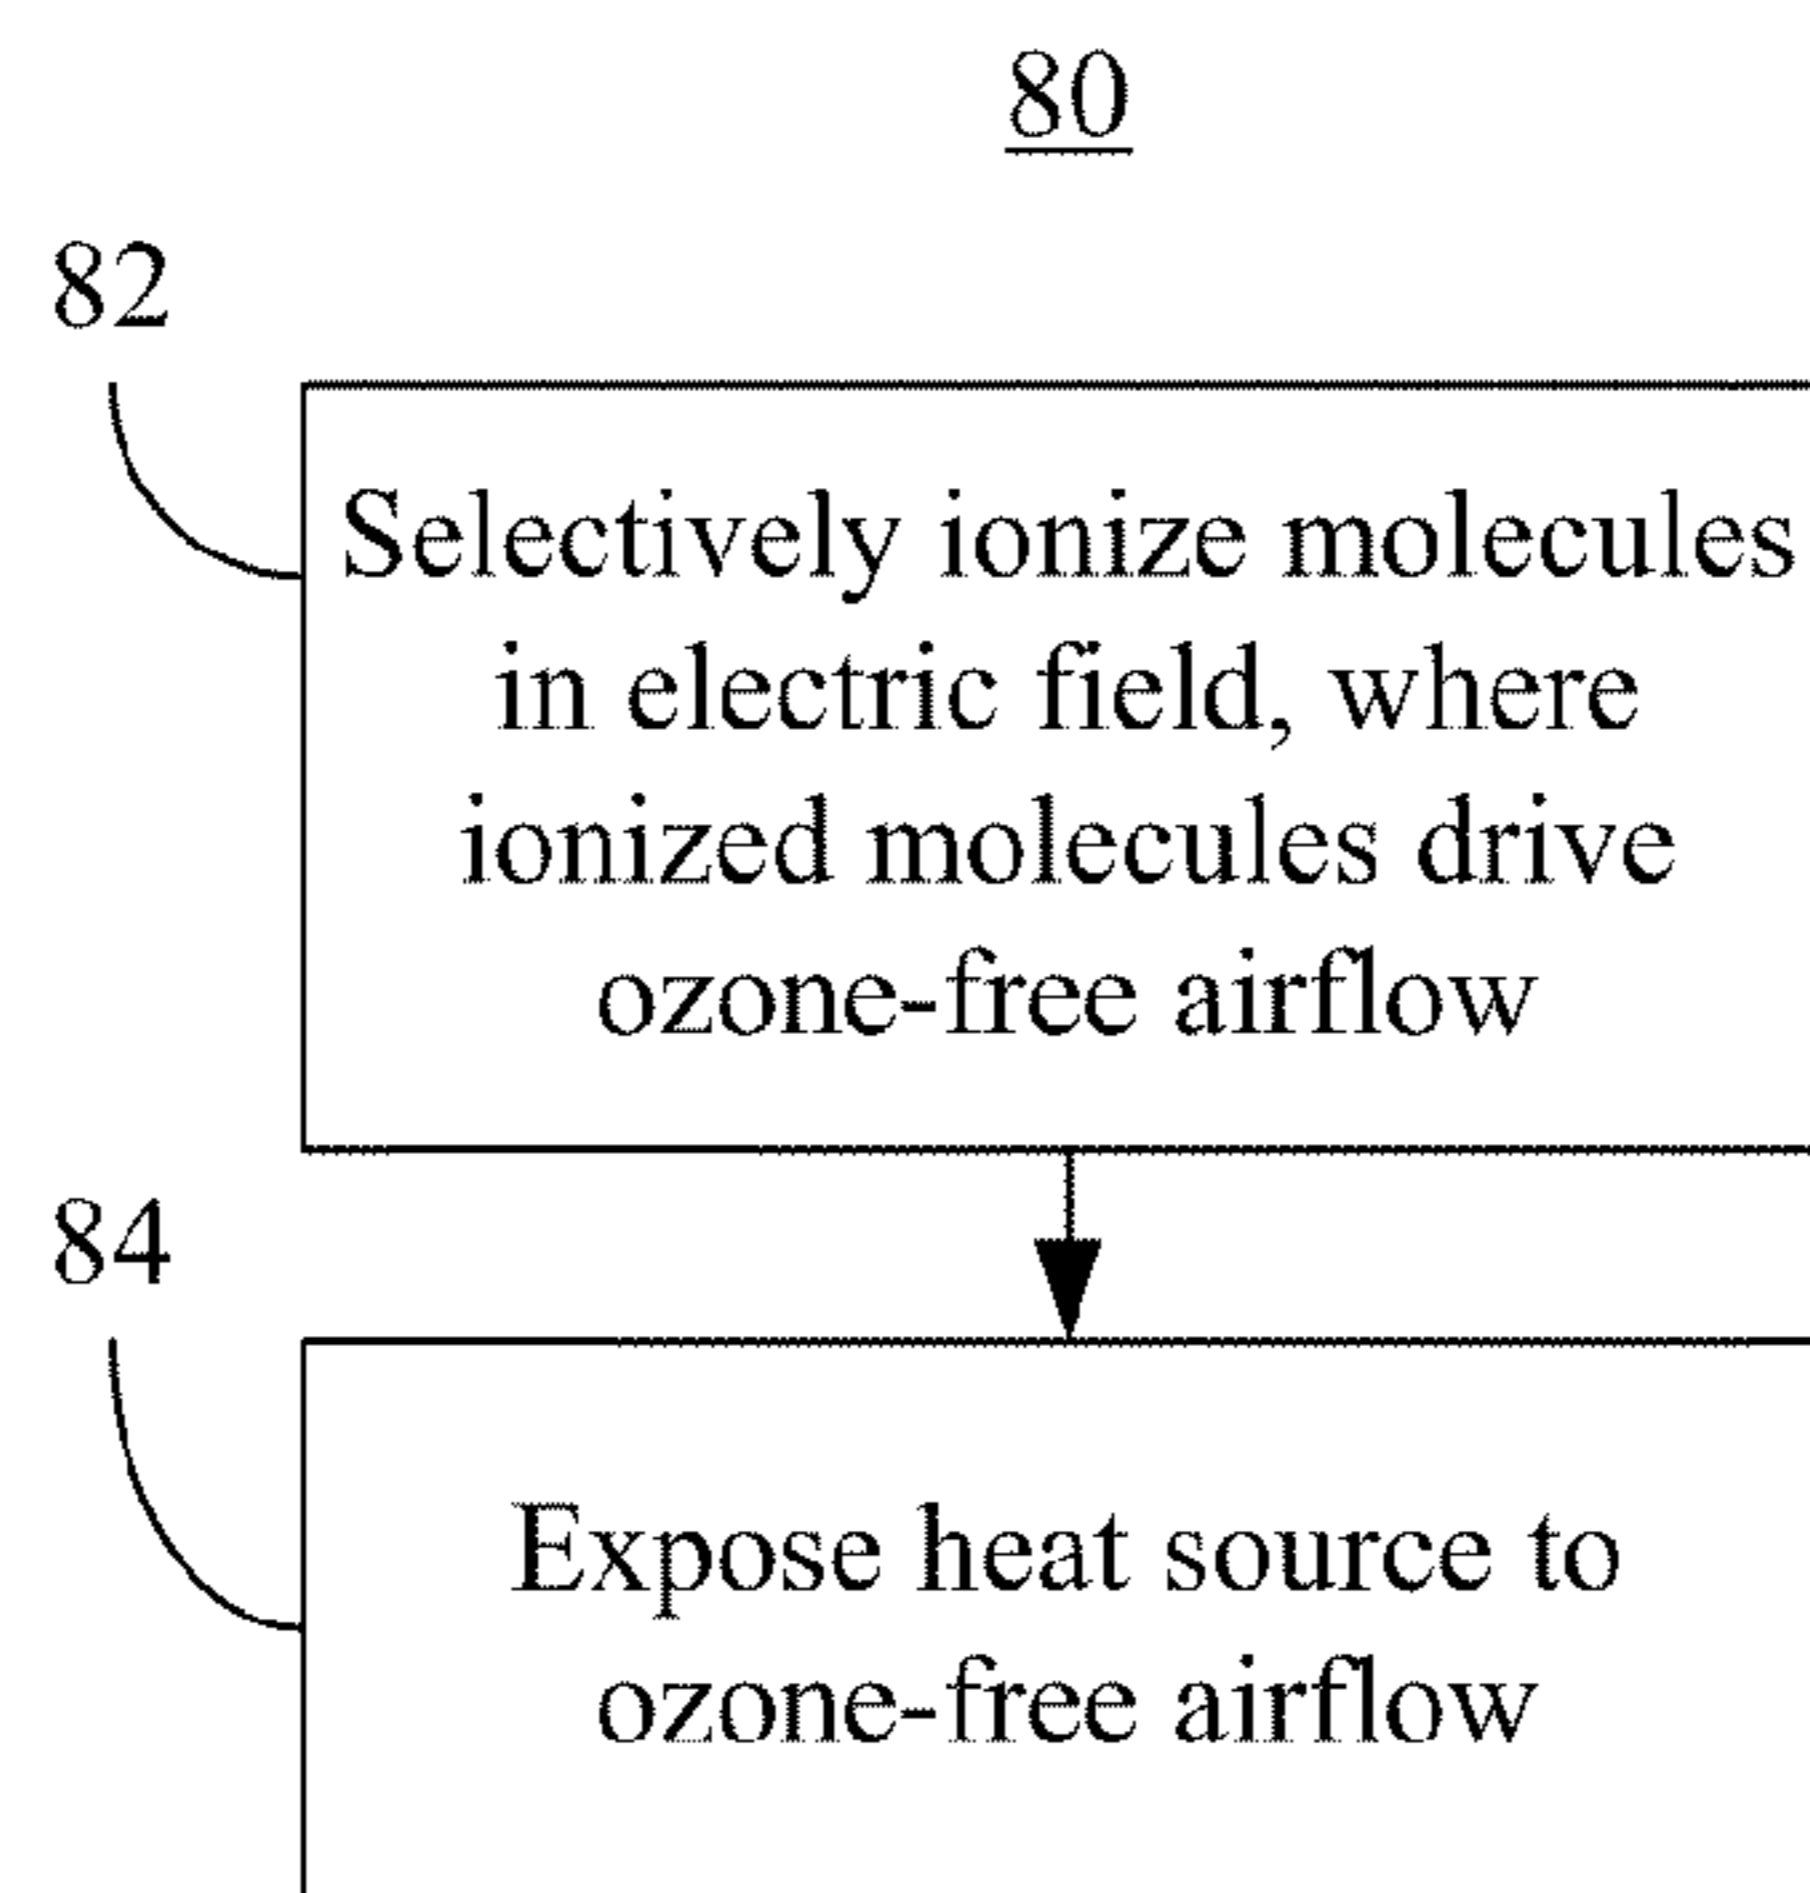 80
82
Selectively ionize molecules
in electric field, where
ionized molecules drive
ozone-free airflow
84
Expose heat source to
ozone-free airflow